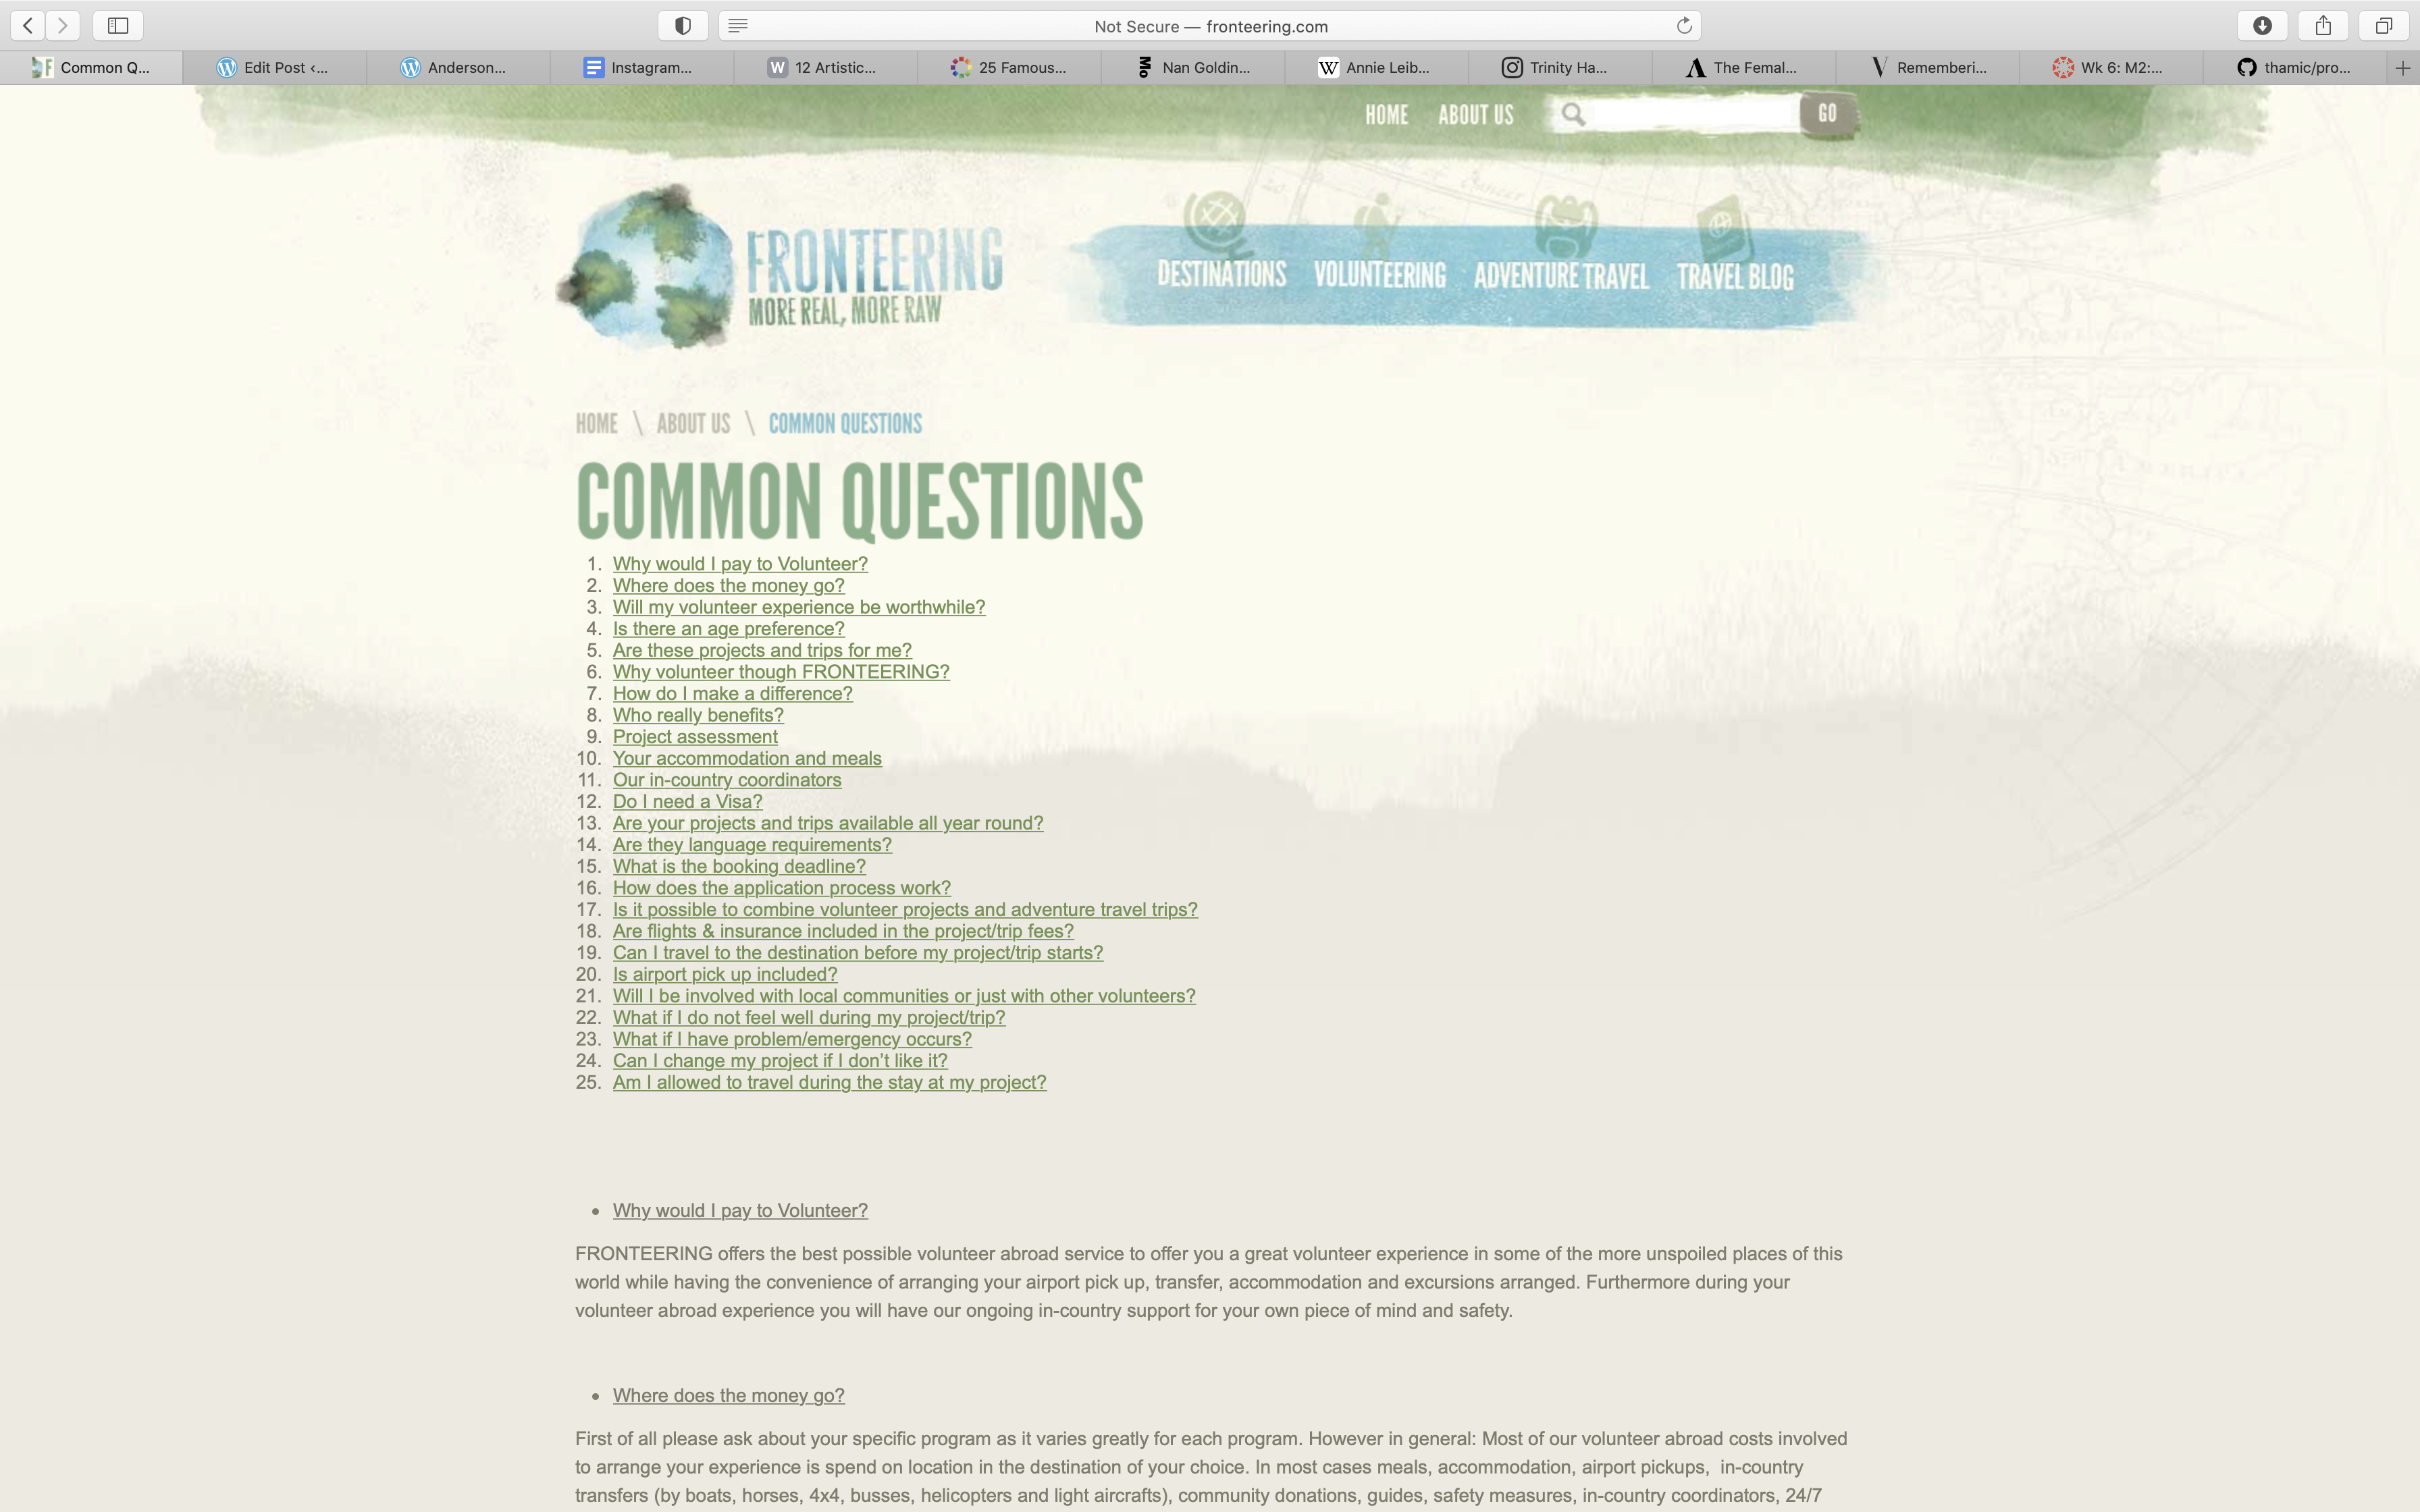 Not Secure — fronteering.com
Common Q... Edit Post <... Anderson... Instagram... W 12 Artistic... 25 Famous... Mo Nan Goldin... W Annie Leib... Trinity Ha... A The Femal... V Rememberi... Wk 6: M2:... thamic/pro...
HOME ABOUT US GO
FRONTEERING
MORE REAL, MORE RAW
DESTINATIONS VOLUNTEERING ADVENTURE TRAVEL TRAVEL BLOG
HOME \ ABOUT US \ COMMON QUESTIONS
COMMON QUESTIONS
1. Why would I pay to Volunteer?
2. Where does the money go?
3. Will my volunteer experience be worthwhile?
4. Is there an age preference?
5. Are these projects and trips for me?
6. Why volunteer though FRONTEERING?
7. How do I make a difference?
8. Who really benefits?
9. Project assessment
10. Your accommodation and meals
11. Our in-country coordinators
12. Do I need a Visa?
13. Are your projects and trips available all year round?
14. Are they language requirements?
15. What is the booking deadline?
16. How does the application process work?
17. Is it possible to combine volunteer projects and adventure travel trips?
18. Are flights & insurance included in the project/trip fees?
19. Can I travel to the destination before my project/trip starts?
20. Is airport pick up included?
21. Will I be involved with local communities or just with other volunteers?
22. What if I do not feel well during my project/trip?
23. What if I have problem/emergency occurs?
24. Can I change my project if I don’t like it?
25. Am I allowed to travel during the stay at my project?
• Why would I pay to Volunteer?
FRONTEERING offers the best possible volunteer abroad service to offer you a great volunteer experience in some of the more unspoiled places of this
world while having the convenience of arranging your airport pick up, transfer, accommodation and excursions arranged. Furthermore during your
volunteer abroad experience you will have our ongoing in-country support for your own piece of mind and safety.
• Where does the money go?
First of all please ask about your specific program as it varies greatly for each program. However in general: Most of our volunteer abroad costs involved
to arrange your experience is spend on location in the destination of your choice. In most cases meals, accommodation, airport pickups, in-country
transfers (by boats, horses, 4x4, busses, helicopters and light aircrafts), community donations, guides, safety measures, in-country coordinators, 24/7